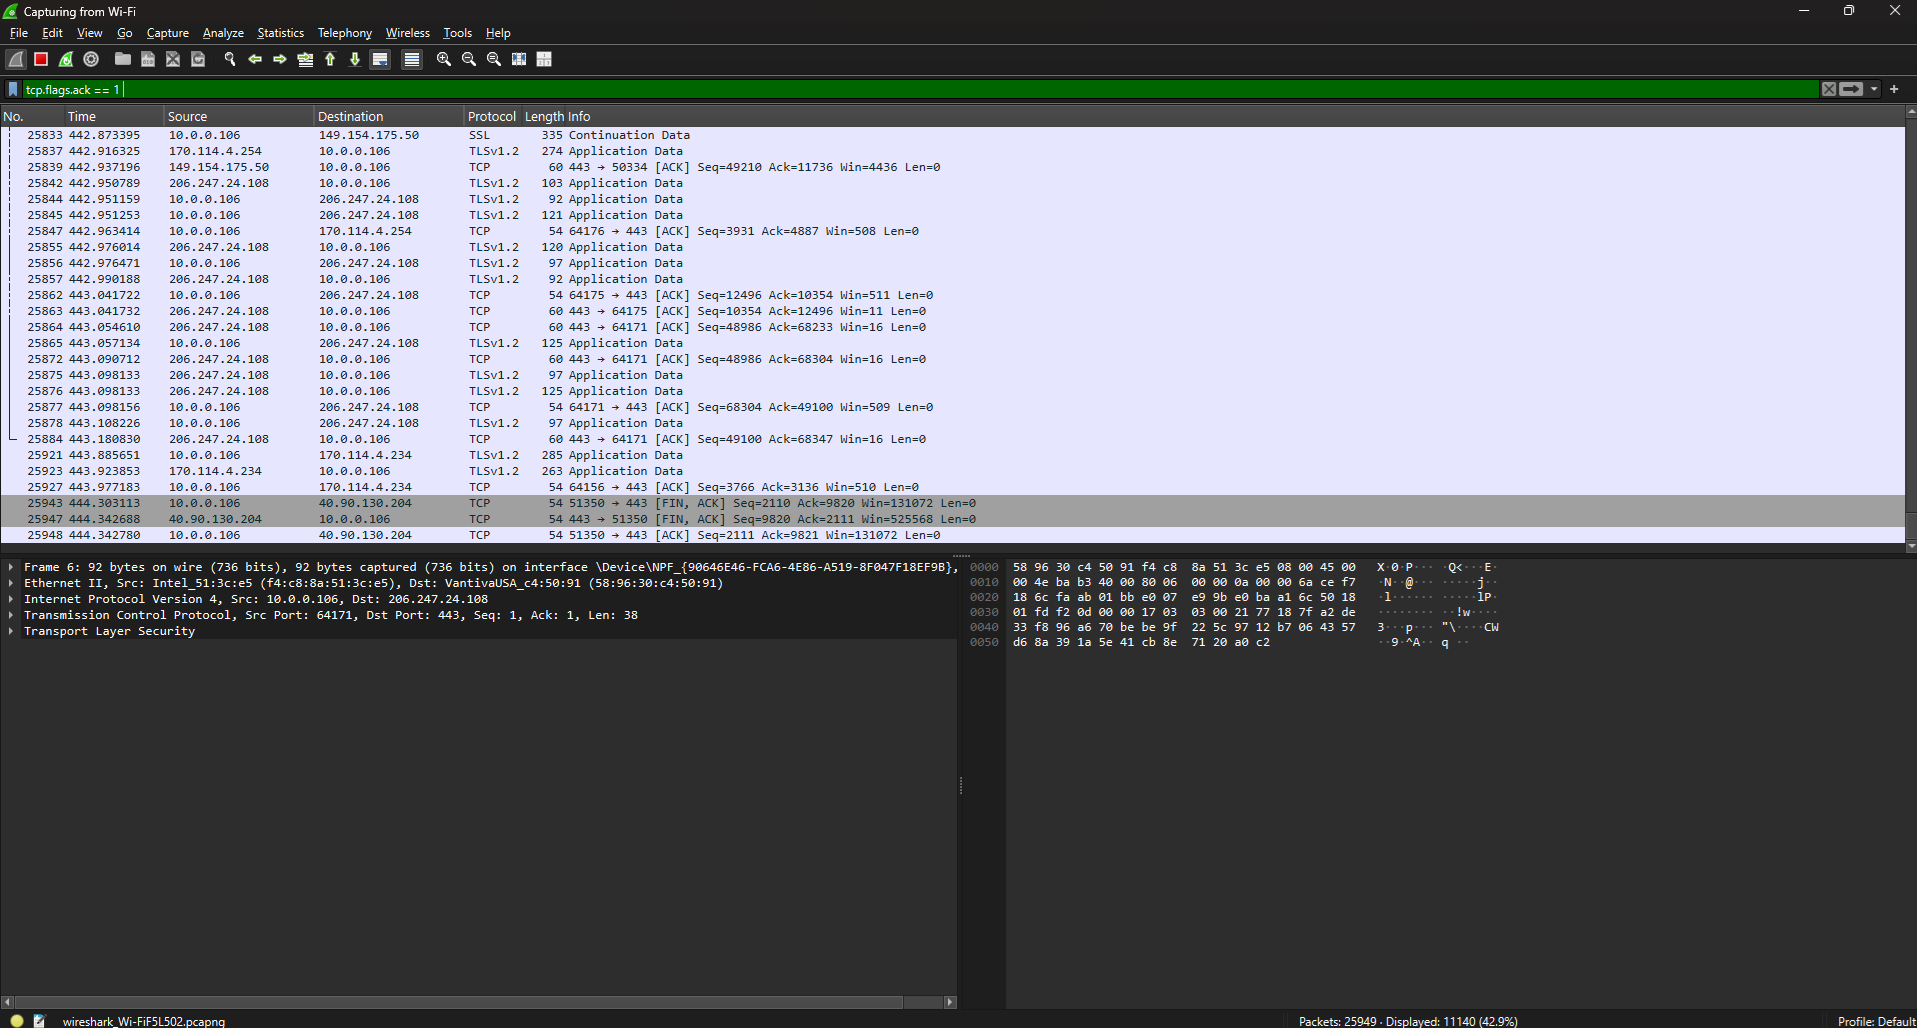 Capturing from Wi-Fi
File Edit View Go Capture Analyze Statistics Telephony Wireless Tools Help
tcp.flags.ack == 1
No. Time Source Destination Protocol Length Info
25833 442.873395 10.0.0.106 149.154.175.50 SSL 335 Continuation Data
25837 442.916325 170.114.4.254 10.0.0.106 TLSv1.2 274 Application Data
25839 442.937196 149.154.175.50 10.0.0.106 TCP 60 443 → 50334 [ACK] Seq=49210 Ack=11736 Win=4436 Len=0
25842 442.950789 206.247.24.108 10.0.0.106 TLSv1.2 103 Application Data
25844 442.951159 10.0.0.106 206.247.24.108 TLSv1.2 92 Application Data
25845 442.951253 10.0.0.106 206.247.24.108 TLSv1.2 121 Application Data
25847 442.963414 10.0.0.106 170.114.4.254 TCP 54 64176 → 443 [ACK] Seq=3931 Ack=4887 Win=508 Len=0
25855 442.976014 206.247.24.108 10.0.0.106 TLSv1.2 120 Application Data
25856 442.976471 10.0.0.106 206.247.24.108 TLSv1.2 97 Application Data
25857 442.990188 206.247.24.108 10.0.0.106 TLSv1.2 92 Application Data
25862 443.041722 10.0.0.106 206.247.24.108 TCP 54 64175 → 443 [ACK] Seq=12496 Ack=10354 Win=511 Len=0
25863 443.041732 206.247.24.108 10.0.0.106 TCP 60 443 → 64175 [ACK] Seq=10354 Ack=12496 Win=11 Len=0
25864 443.054610 206.247.24.108 10.0.0.106 TCP 60 443 → 64171 [ACK] Seq=48986 Ack=68233 Win=16 Len=0
25865 443.057134 10.0.0.106 206.247.24.108 TLSv1.2 125 Application Data
25872 443.090712 206.247.24.108 10.0.0.106 TCP 60 443 → 64171 [ACK] Seq=48986 Ack=68304 Win=16 Len=0
25875 443.098133 206.247.24.108 10.0.0.106 TLSv1.2 97 Application Data
25876 443.098133 206.247.24.108 10.0.0.106 TLSv1.2 125 Application Data
25877 443.098156 10.0.0.106 206.247.24.108 TCP 54 64171 → 443 [ACK] Seq=68304 Ack=49100 Win=509 Len=0
25878 443.108226 10.0.0.106 206.247.24.108 TLSv1.2 97 Application Data
25884 443.180830 206.247.24.108 10.0.0.106 TCP 60 443 → 64171 [ACK] Seq=49100 Ack=68347 Win=16 Len=0
25921 443.885651 10.0.0.106 170.114.4.234 TLSv1.2 285 Application Data
25923 443.923853 170.114.4.234 10.0.0.106 TLSv1.2 263 Application Data
25927 443.977183 10.0.0.106 170.114.4.234 TCP 54 64156 → 443 [ACK] Seq=3766 Ack=3136 Win=510 Len=0
25943 444.303113 10.0.0.106 40.90.130.204 TCP 54 51350 → 443 [FIN, ACK] Seq=2110 Ack=9820 Win=131072 Len=0
25947 444.342688 40.90.130.204 10.0.0.106 TCP 54 443 → 51350 [FIN, ACK] Seq=9820 Ack=2111 Win=525568 Len=0
25948 444.342780 10.0.0.106 40.90.130.204 TCP 54 51350 → 443 [ACK] Seq=2111 Ack=9821 Win=131072 Len=0
Frame 6: 92 bytes on wire (736 bits), 92 bytes captured (736 bits) on interface \Device\NPF_{90646E46-FCA6-4E86-A519-8F047F18EF9B},
Ethernet II, Src: Intel_51:3c:e5 (f4:c8:8a:51:3c:e5), Dst: VantivaUSA_c4:50:91 (58:96:30:c4:50:91)
Internet Protocol Version 4, Src: 10.0.0.106, Dst: 206.247.24.108
Transmission Control Protocol, Src Port: 64171, Dst Port: 443, Seq: 1, Ack: 1, Len: 38
Transport Layer Security
0000 58 96 30 c4 50 91 f4 c8 8a 51 3c e5 08 00 45 00 X·0·P··· ·Q<···E·
0010 00 4e ba b3 40 00 80 06 00 00 0a 00 00 6a ce f7 ·N··@··· ·····j··
0020 18 6c fa ab 01 bb e0 07 e9 9b e0 ba a1 6c 50 18 ·l······ ·····lP·
0030 01 fd f2 0d 00 00 17 03 03 00 21 77 18 7f a2 de ········ ··!w····
0040 33 f8 96 a6 70 be be 9f 22 5c 97 12 b7 06 43 57 3···p··· "\····CW
0050 d6 8a 39 1a 5e 41 cb 8e 71 20 a0 c2 ··9·^A·· q ··
wireshark_Wi-FiF5L502.pcapng
Packets: 25949 · Displayed: 11140 (42.9%)
Profile: Default